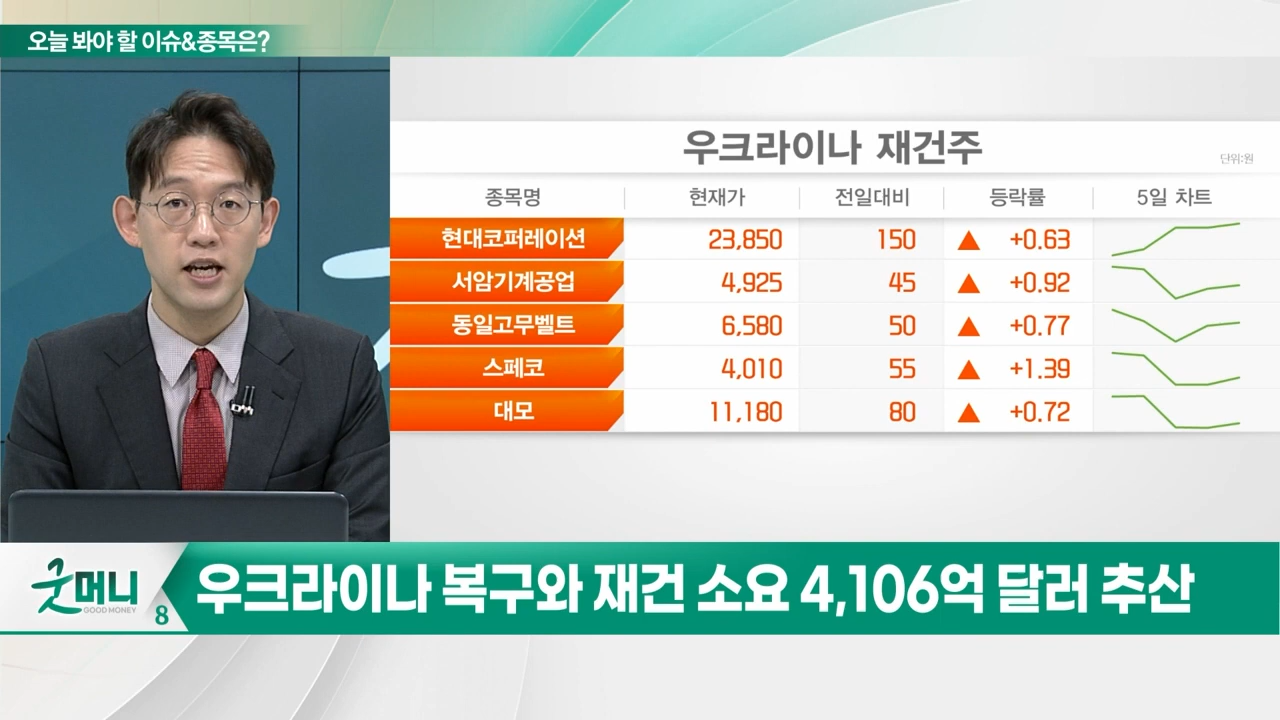 오늘 봐야 할 이슈&종목은?
우크라이나 재건주
단위:원
종목명 현재가 전일대비 등락률 5일 차트
현대코퍼레이션 23,850 150 ▲ +0.63
서암기계공업 4,925 45 ▲ +0.92
동일고무벨트 6,580 50 ▲ +0.77
스페코 4,010 55 ▲ +1.39
대모 11,180 80 ▲ +0.72
굿머니
GOOD MONEY
8
우크라이나 복구와 재건 소요 4,106억 달러 추산